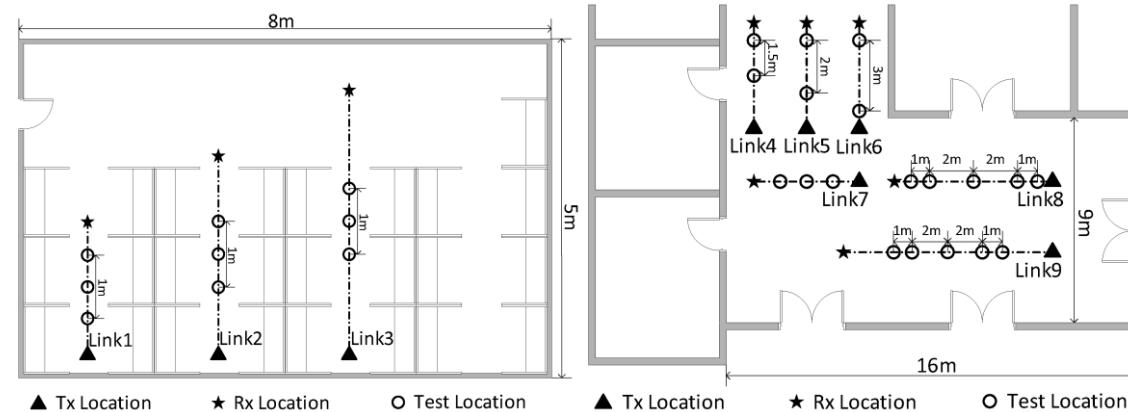 8m
5m
1m
1m
1m
Link1
Link2
Link3
▲ Tx Location ★ Rx Location ○ Test Location
1.5m
2m
3m
Link4 Link5 Link6
1m 2m 2m 1m
Link7
Link8
1m 2m 2m 1m
Link9
9m
16m
▲ Tx Location ★ Rx Location ○ Test Location